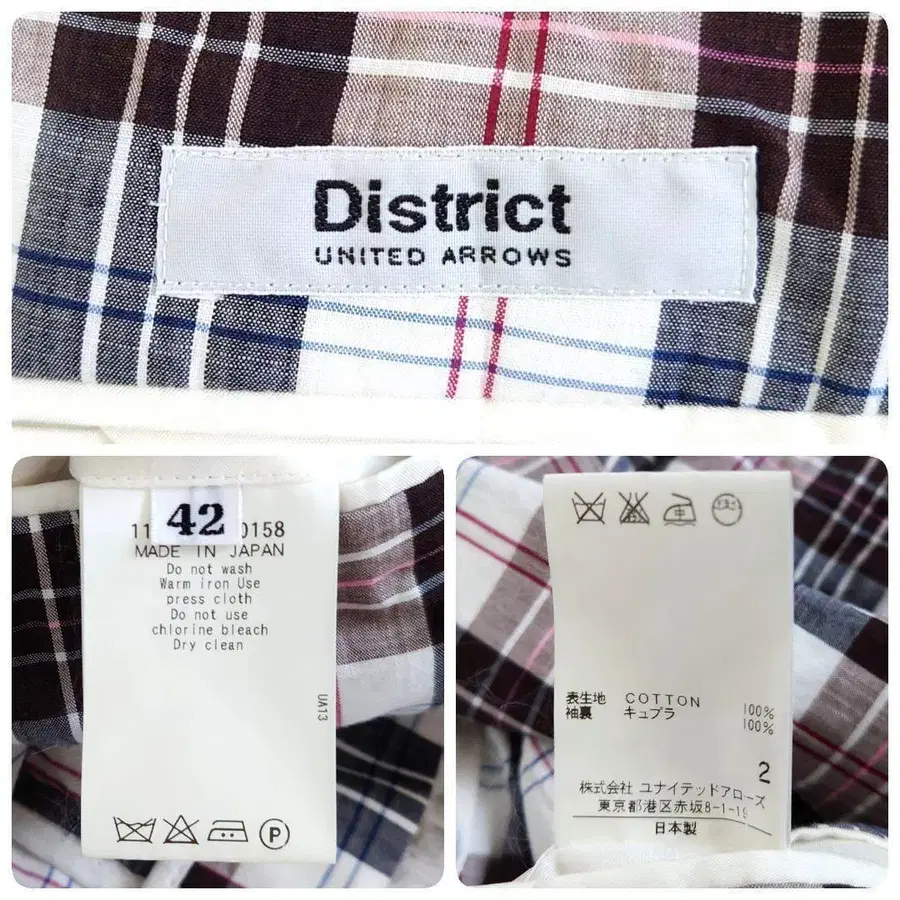 District
UNITED ARROWS
42
11 0158
MADE IN JAPAN
Do not wash
Warm iron Use
press cloth
Do not use
chlorine bleach
Dry clean
UA13
P
表生地 COTTON 100%
袖裏 キュプラ 100%
2
株式会社 ユナイテッドアローズ
東京都港区赤坂8-1-19
日本製